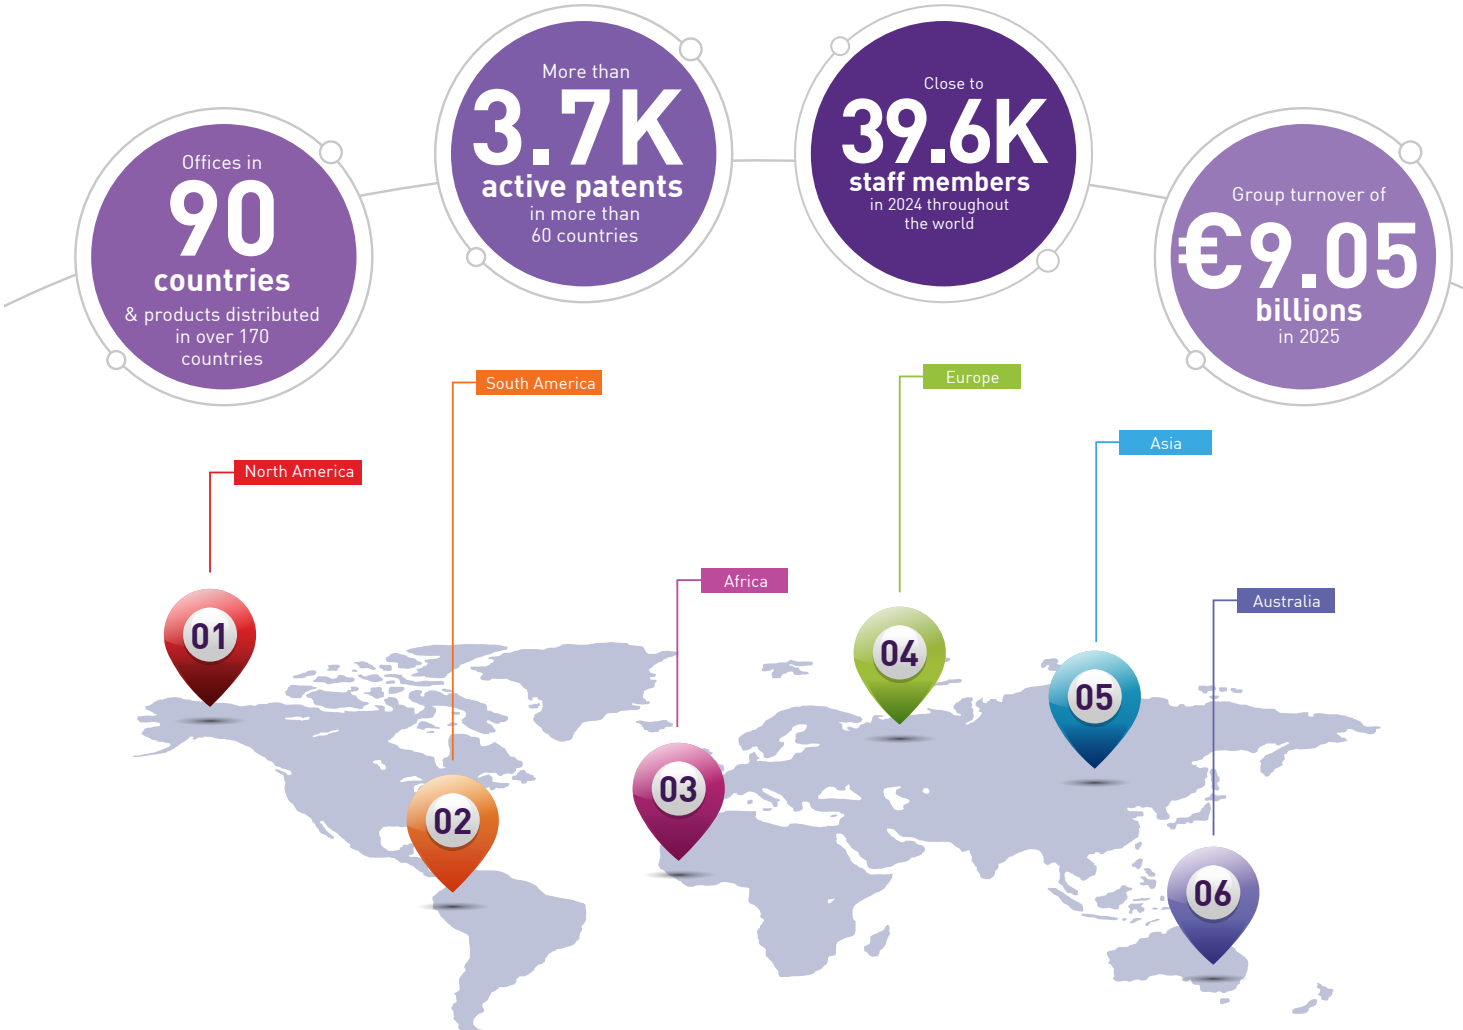 Offices in
90
countries
& products distributed
in over 170
countries
More than
3.7K
active patents
in more than
60 countries
Close to
39.6K
staff members
in 2024 throughout
the world
Group turnover of
€9.05
billions
in 2025
South America
Europe
Asia
North America
Africa
Australia
01
02
03
04
05
06